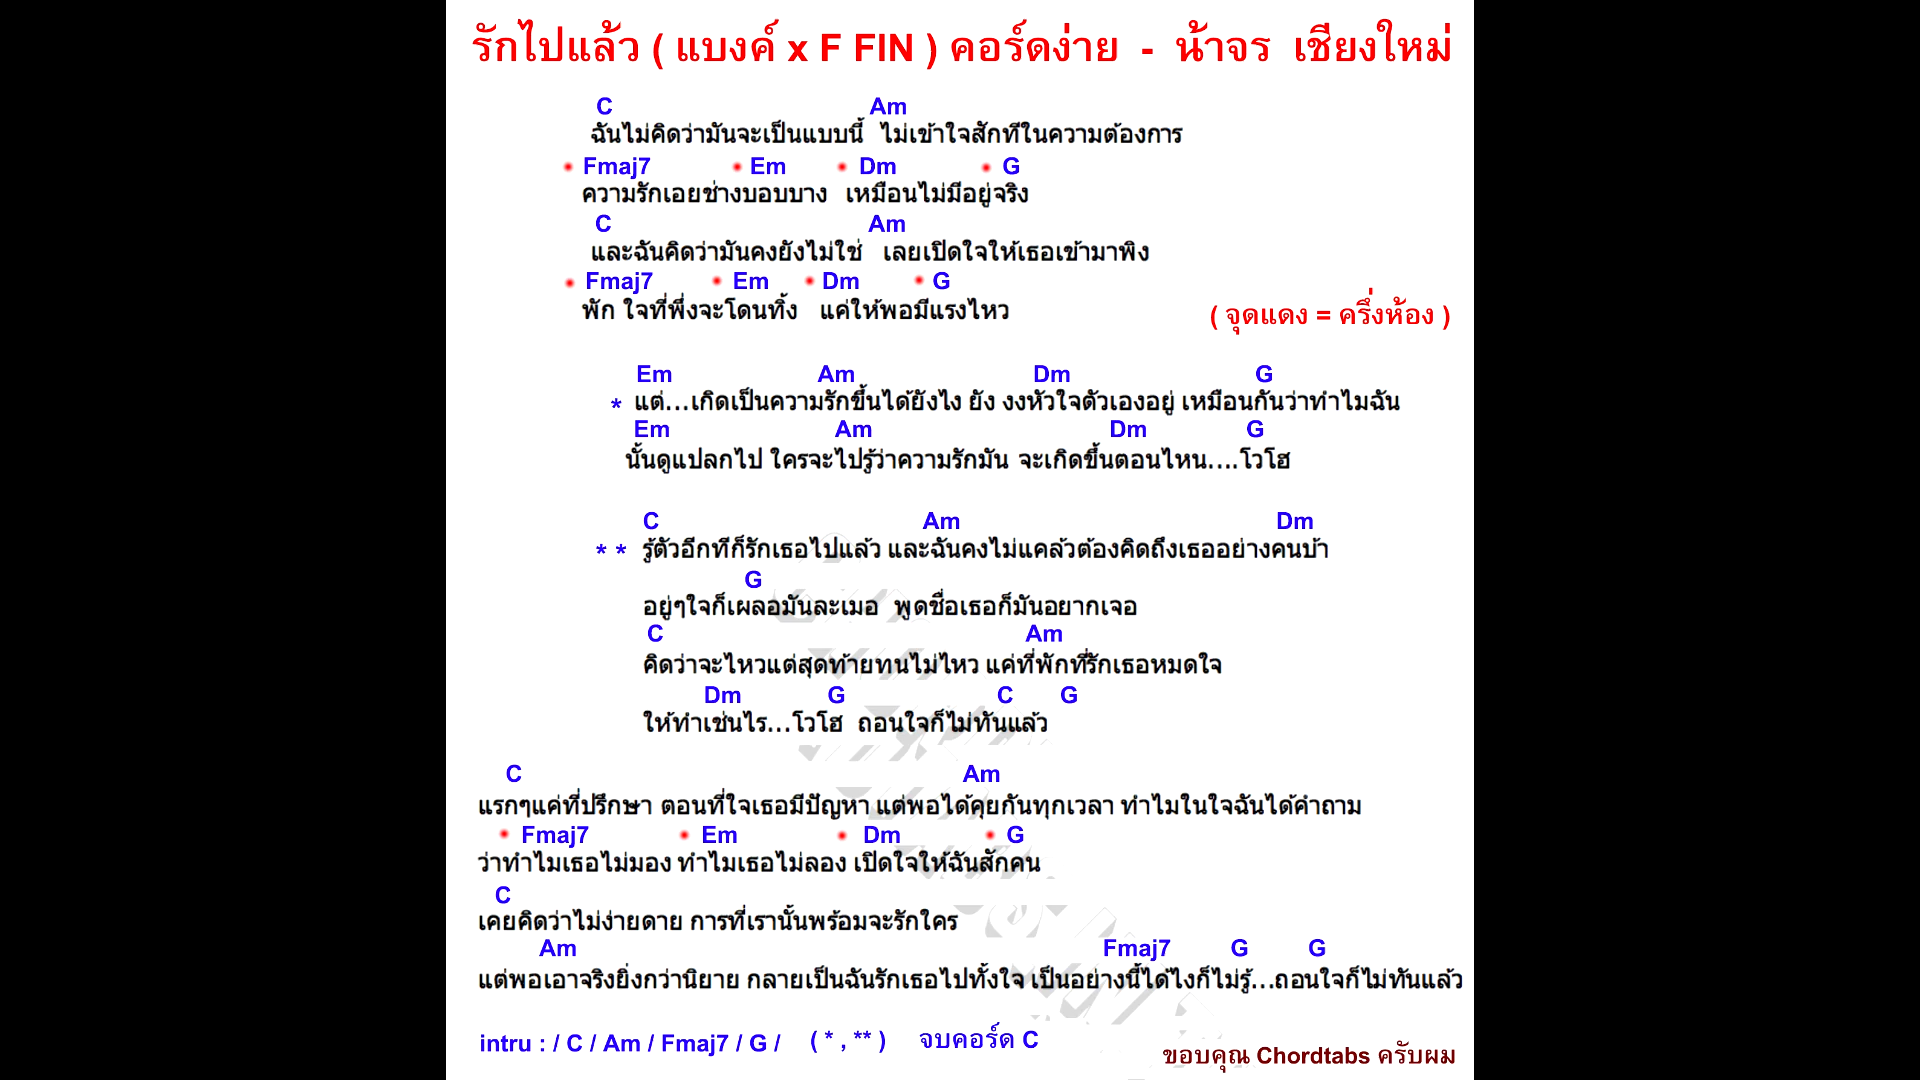 รักไปแล้ว ( แบงค์ x F FIN ) คอร์ดง่าย - น้าจร เชียงใหม่
C Am
ฉันไม่คิดว่ามันจะเป็นแบบนี้ ไม่เข้าใจสักทีในความต้องการ
• Fmaj7 • Em • Dm • G
ความรักเอยช่างบอบบาง เหมือนไม่มีอยู่จริง
C Am
และฉันคิดว่ามันคงยังไม่ใช่ เลยเปิดใจให้เธอเข้ามาพิง
• Fmaj7 • Em • Dm • G
พัก ใจที่พึ่งจะโดนทิ้ง แค่ให้พอมีแรงไหว ( จุดแดง = ครึ่งห้อง )
Em Am Dm G
* แต่...เกิดเป็นความรักขึ้นได้ยังไง ยัง งงหัวใจตัวเองอยู่ เหมือนกันว่าทำไมฉัน
Em Am Dm G
นั้นดูแปลกไป ใครจะไปรู้ว่าความรักมัน จะเกิดขึ้นตอนไหน....โวโฮ
C Am Dm
* * รู้ตัวอีกทีก็รักเธอไปแล้ว และฉันคงไม่แคล้วต้องคิดถึงเธออย่างคนบ้า
G
อยู่ๆใจก็เผลอมันละเมอ พูดชื่อเธอก็มันอยากเจอ
C Am
คิดว่าจะไหวแต่สุดท้ายทนไม่ไหว แค่ที่พักที่รักเธอหมดใจ
Dm G C G
ให้ทำเช่นไร...โวโฮ ถอนใจก็ไม่ทันแล้ว
C Am
แรกๆแค่ที่ปรึกษา ตอนที่ใจเธอมีปัญหา แต่พอได้คุยกันทุกเวลา ทำไมในใจฉันได้คำถาม
• Fmaj7 • Em • Dm • G
ว่าทำไมเธอไม่มอง ทำไมเธอไม่ลอง เปิดใจให้ฉันสักคน
C
เคยคิดว่าไม่ง่ายดาย การที่เรานั้นพร้อมจะรักใคร
Am Fmaj7 G G
แต่พอเอาจริงยิ่งกว่านิยาย กลายเป็นฉันรักเธอไปทั้งใจ เป็นอย่างนี้ได้ไงก็ไม่รู้...ถอนใจก็ไม่ทันแล้ว
intru : / C / Am / Fmaj7 / G / ( * , ** ) จบคอร์ด C
ขอบคุณ Chordtabs ครับผม